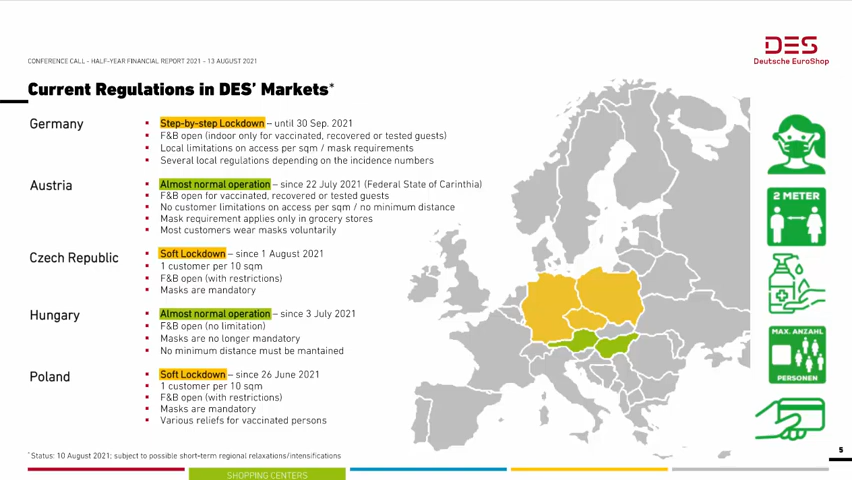 CONFERENCE CALL - HALF-YEAR FINANCIAL REPORT 2021 - 13 AUGUST 2021
DES
Deutsche EuroShop
Current Regulations in DES' Markets*
Germany
Step-by-step Lockdown – until 30 Sep. 2021
F&B open (indoor only for vaccinated, recovered or tested guests)
Local limitations on access per sqm / mask requirements
Several local regulations depending on the incidence numbers
Austria
Almost normal operation – since 22 July 2021 (Federal State of Carinthia)
F&B open for vaccinated, recovered or tested guests
No customer limitations on access per sqm / no minimum distance
Mask requirement applies only in grocery stores
Most customers wear masks voluntarily
Czech Republic
Soft Lockdown – since 1 August 2021
1 customer per 10 sqm
F&B open (with restrictions)
Masks are mandatory
Hungary
Almost normal operation – since 3 July 2021
F&B open (no limitation)
Masks are no longer mandatory
No minimum distance must be mantained
Poland
Soft Lockdown – since 26 June 2021
1 customer per 10 sqm
F&B open (with restrictions)
Masks are mandatory
Various reliefs for vaccinated persons
2 METER
MAX. ANZAHL
PERSONEN
5
* Status: 10 August 2021; subject to possible short-term regional relaxations/intensifications
SHOPPING CENTERS